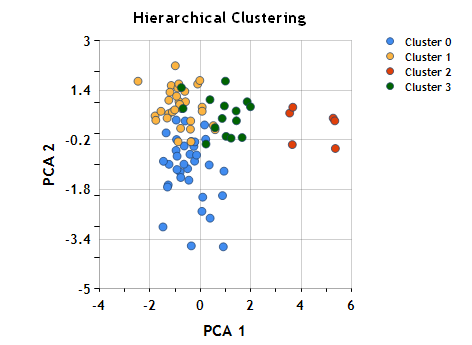 Hierarchical Clustering
Cluster 0
Cluster 1
Cluster 2
Cluster 3
PCA 2
3
1.4
-0.2
-1.8
-3.4
-5
-4
-2
0
2
4
6
PCA 1